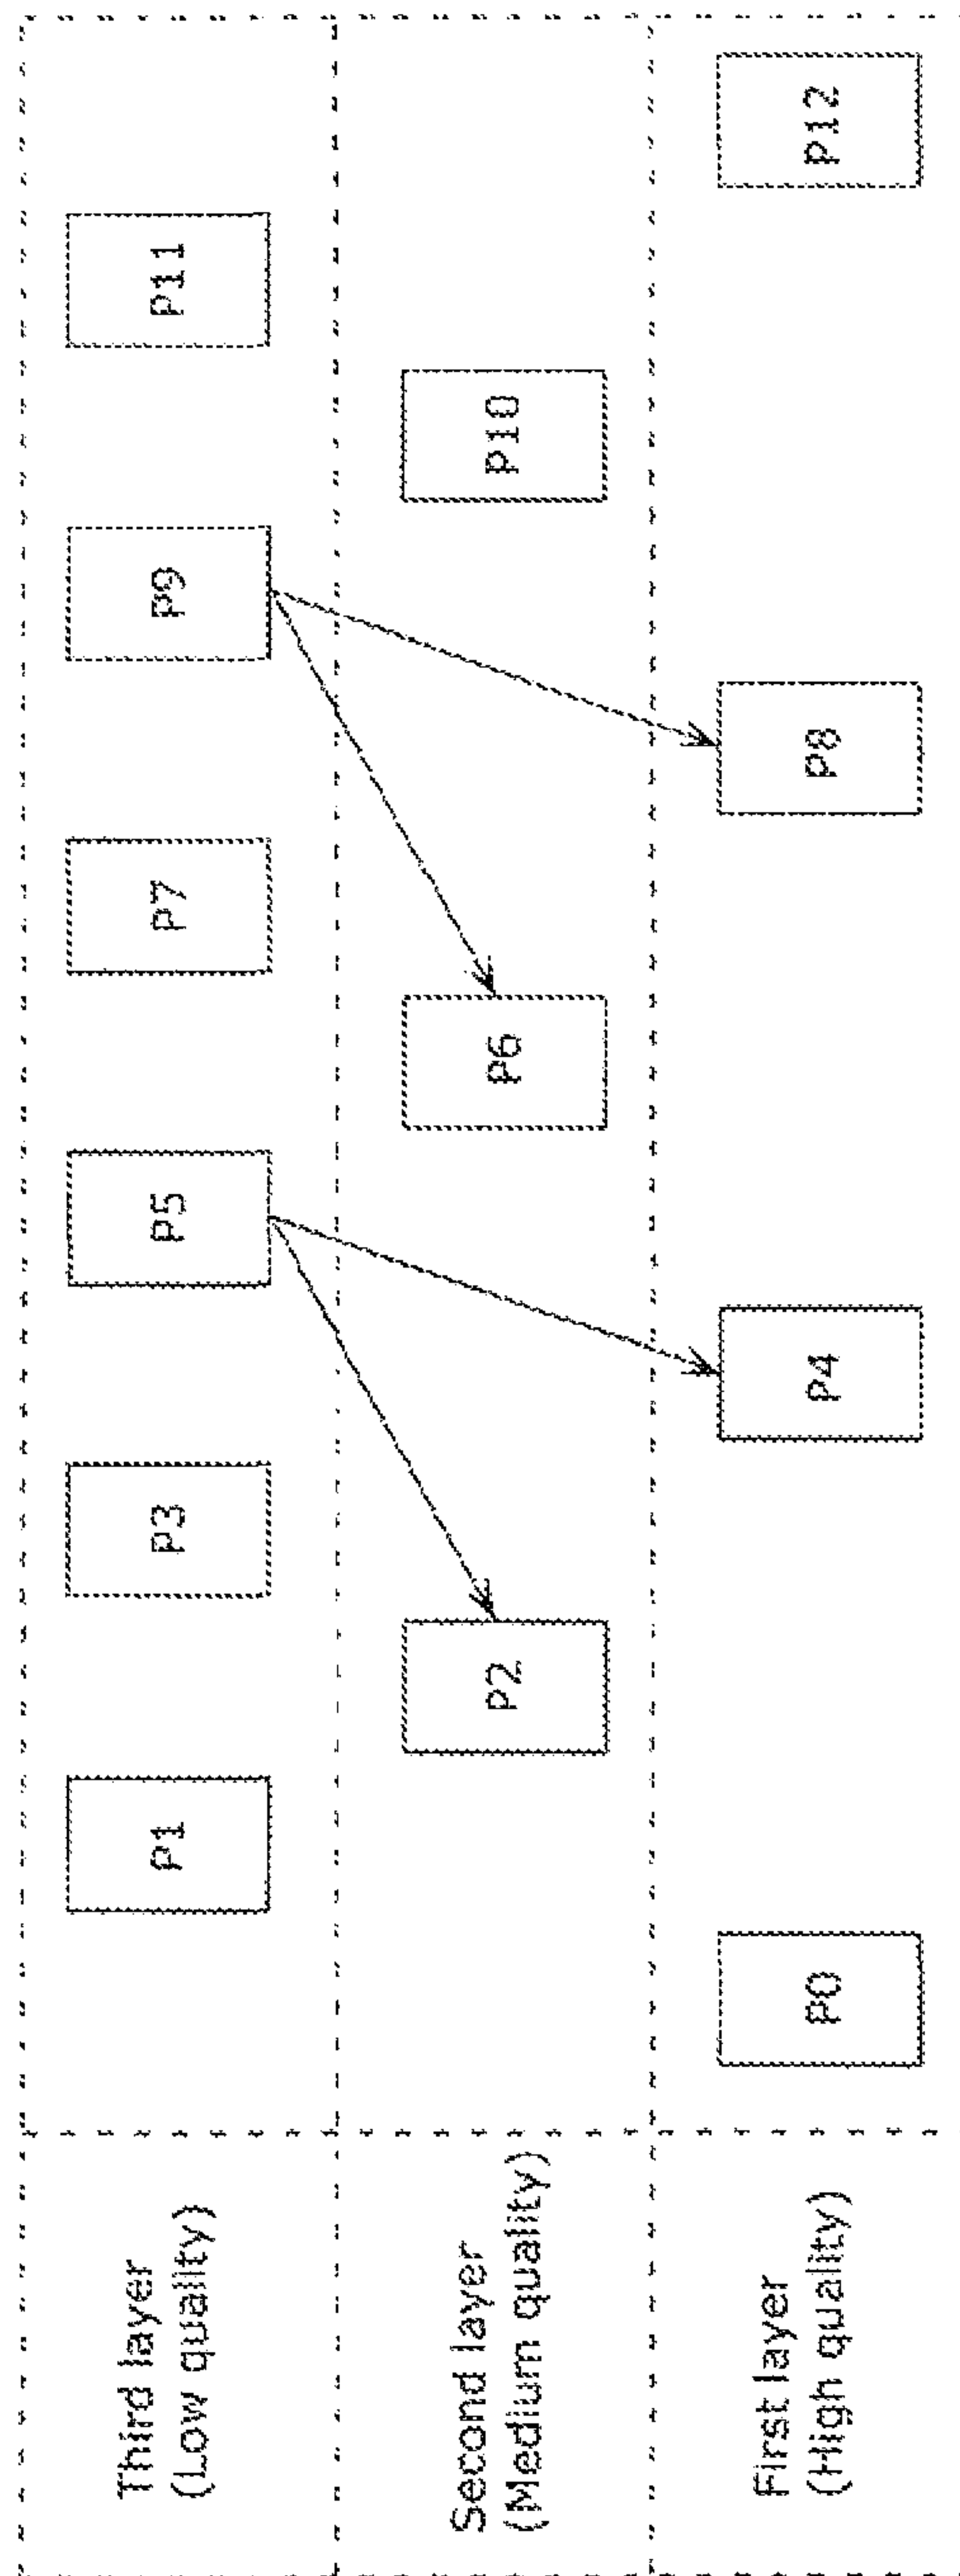 Third layer
(Low quality)
P1
P3
P5
P7
P9
P11
Second layer
(Medium quality)
P2
P6
P10
First layer
(High quality)
P0
P4
P8
P12